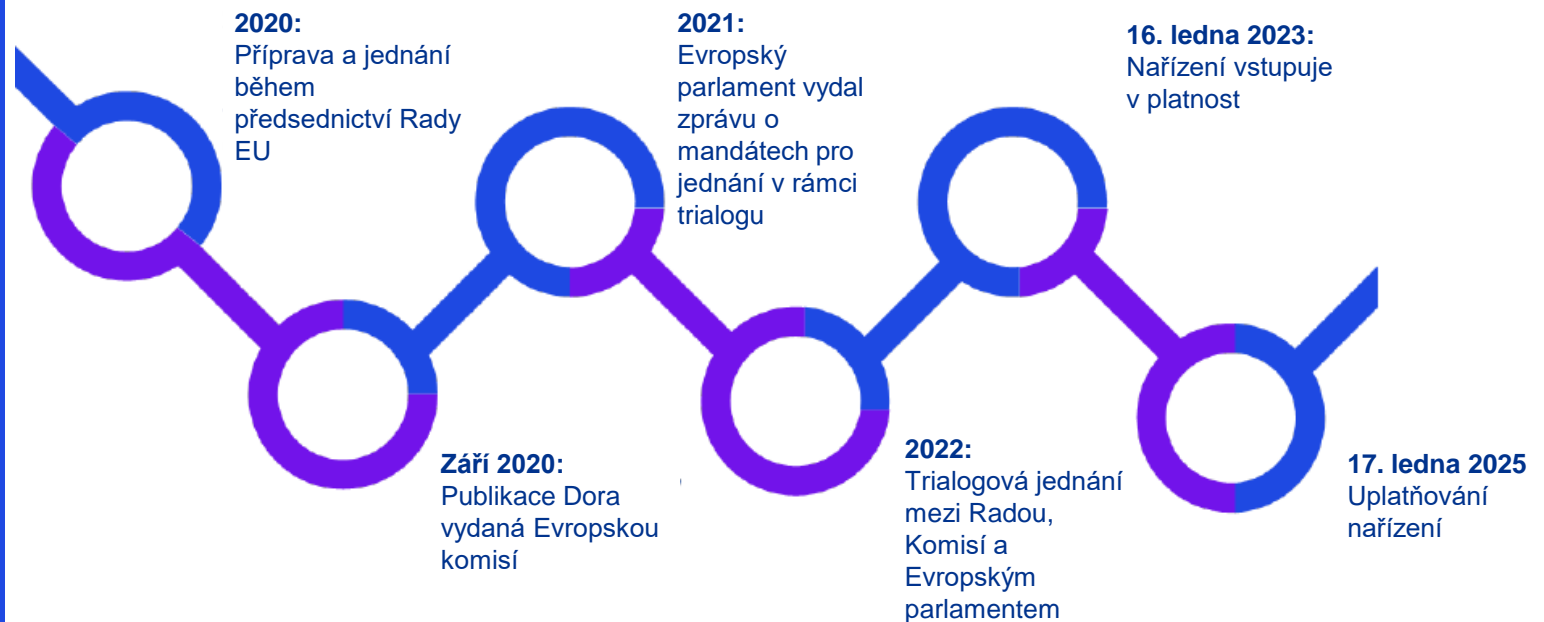 2020:
Příprava a jednání
během
předsednictví Rady
EU
Září 2020:
Publikace Dora
vydaná Evropskou
komisí
2021:
Evropský
parlament vydal
zprávu o
mandátech pro
jednání v rámci
trialogu
2022:
Trialogová jednání
mezi Radou,
Komisí a
Evropským
parlamentem
16. ledna 2023:
Nařízení vstupuje
v platnost
17. ledna 2025
Uplatňování
nařízení